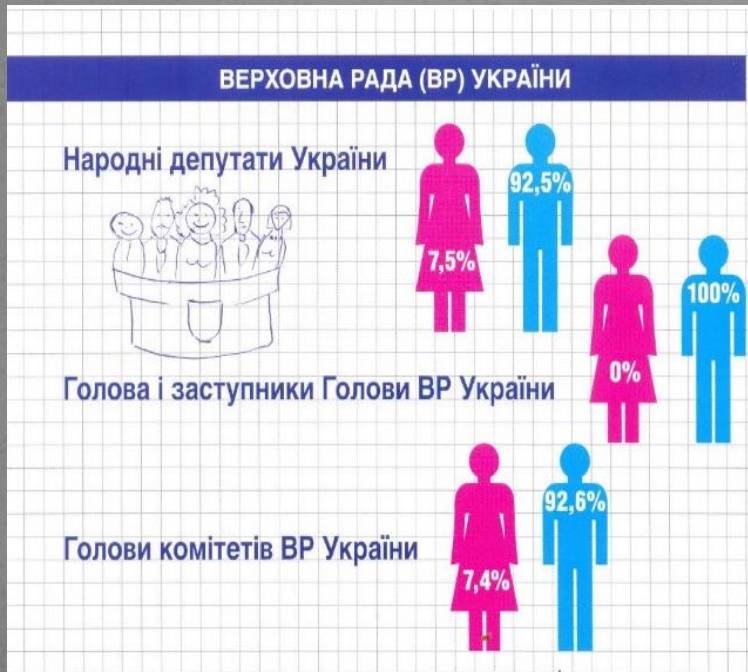 ВЕРХОВНА РАДА (ВР) УКРАЇНИ
Народні депутати України
92,5%
7,5%
100%
0%
Голова і заступники Голови ВР України
92,6%
Голови комітетів ВР України
7,4%